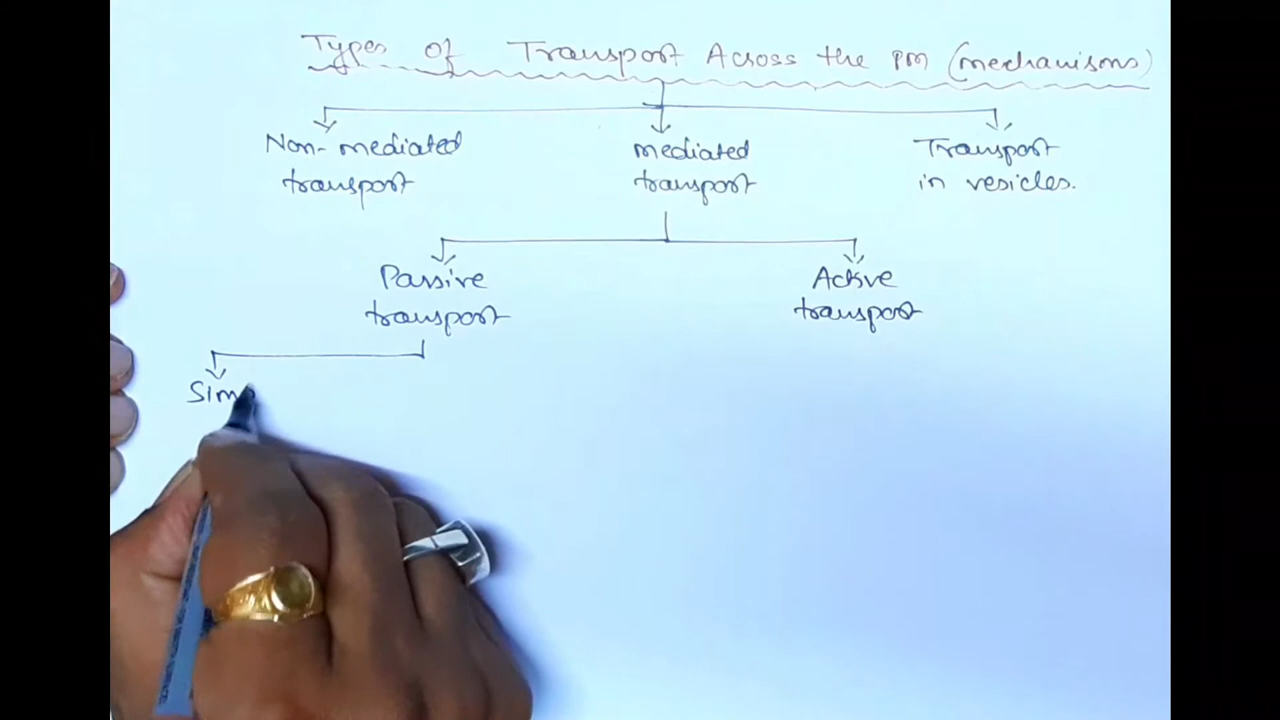 Types of Transport Across the PM (mechanisms)
Non-mediated
transport
mediated
transport
Transport
in vesicles.
Passive
transport
Active
transport
Simp